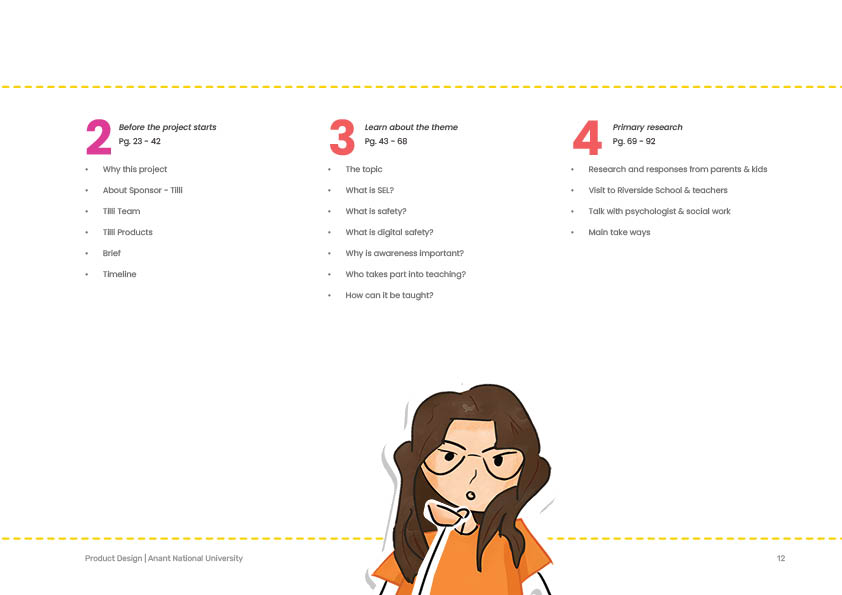 2
Before the project starts
Pg. 23 - 42
• Why this project
• About Sponsor - Tilli
• Tilli Team
• Tilli Products
• Brief
• Timeline
3
Learn about the theme
Pg. 43 - 68
• The topic
• What is SEL?
• What is safety?
• What is digital safety?
• Why is awareness important?
• Who takes part into teaching?
• How can it be taught?
4
Primary research
Pg. 69 - 92
• Research and responses from parents & kids
• Visit to Riverside School & teachers
• Talk with psychologist & social work
• Main take ways
Product Design | Anant National University
12